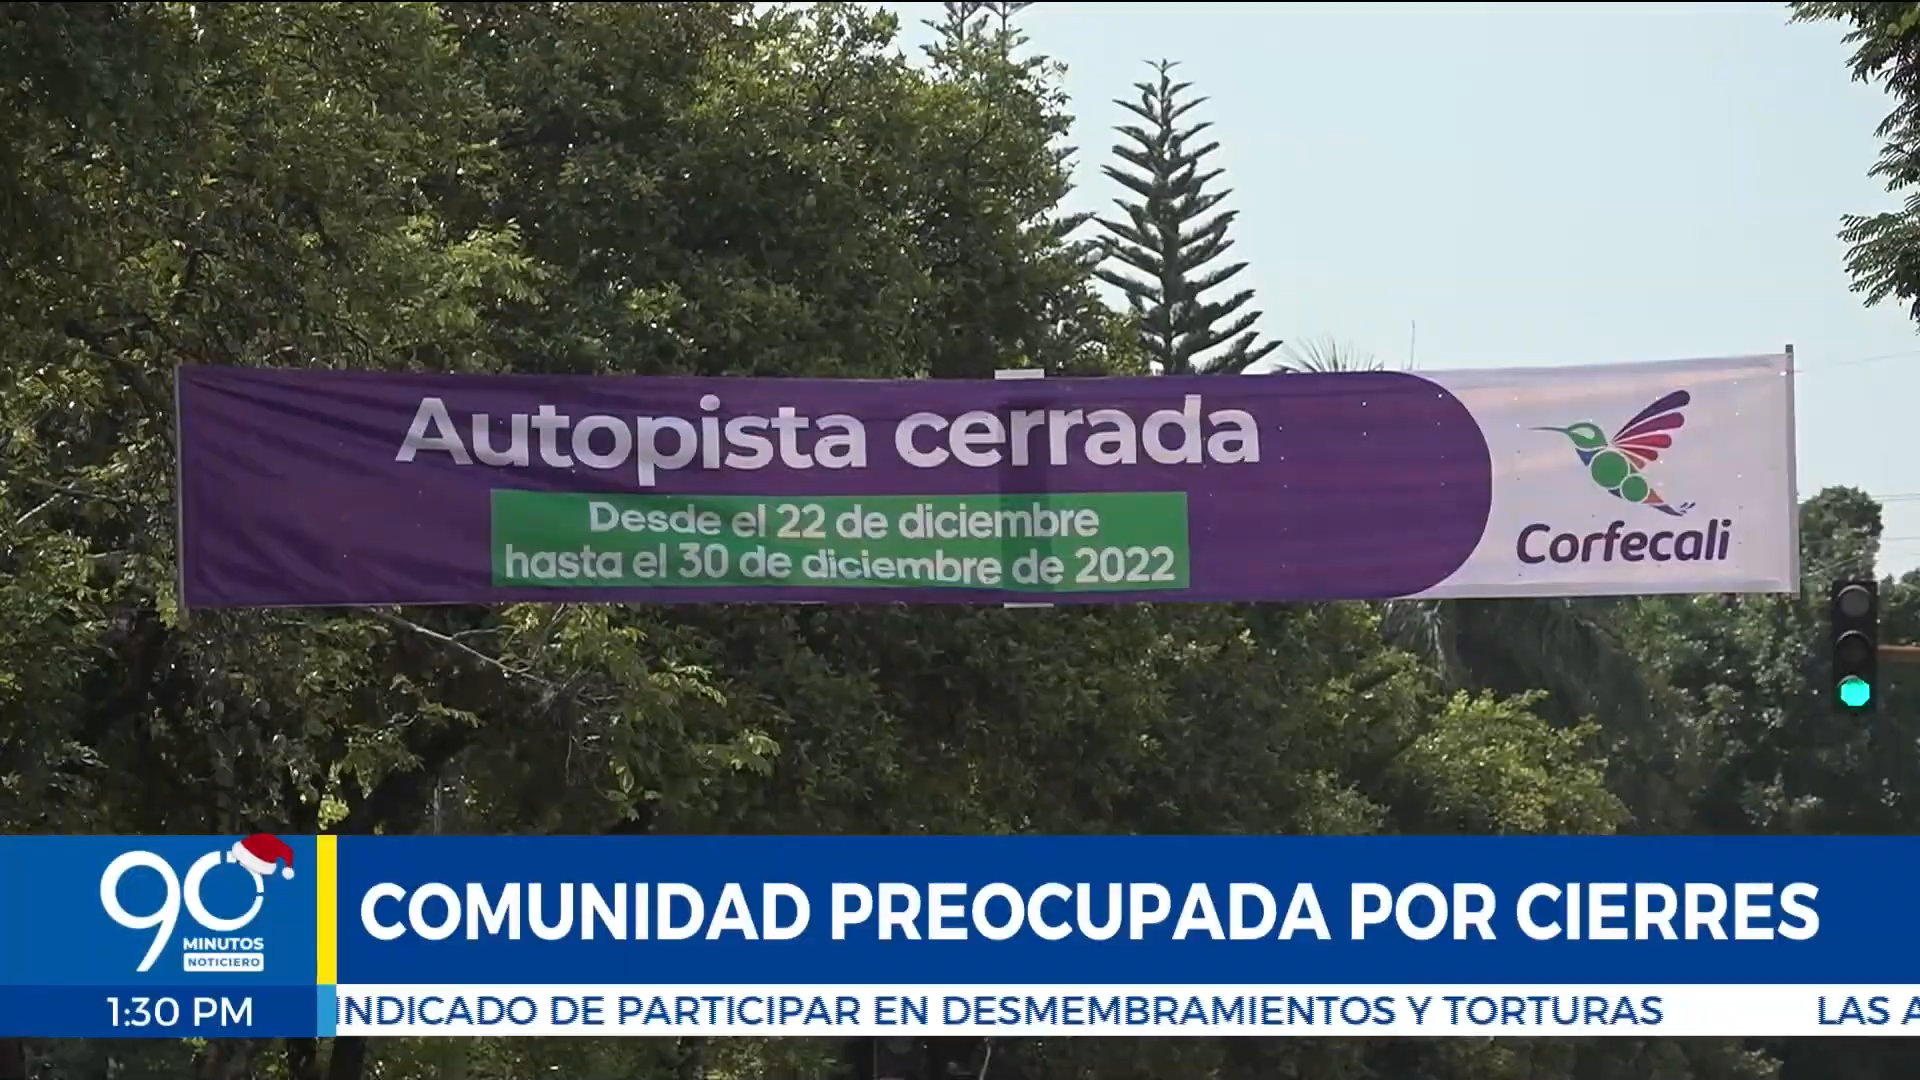 Autopista cerrada
Desde el 22 de diciembre
hasta el 30 de diciembre de 2022
Corfecali
90
MINUTOS
NOTICIERO
COMUNIDAD PREOCUPADA POR CIERRES
1:30 PM
INDICADO DE PARTICIPAR EN DESMEMBRAMIENTOS Y TORTURAS
LAS